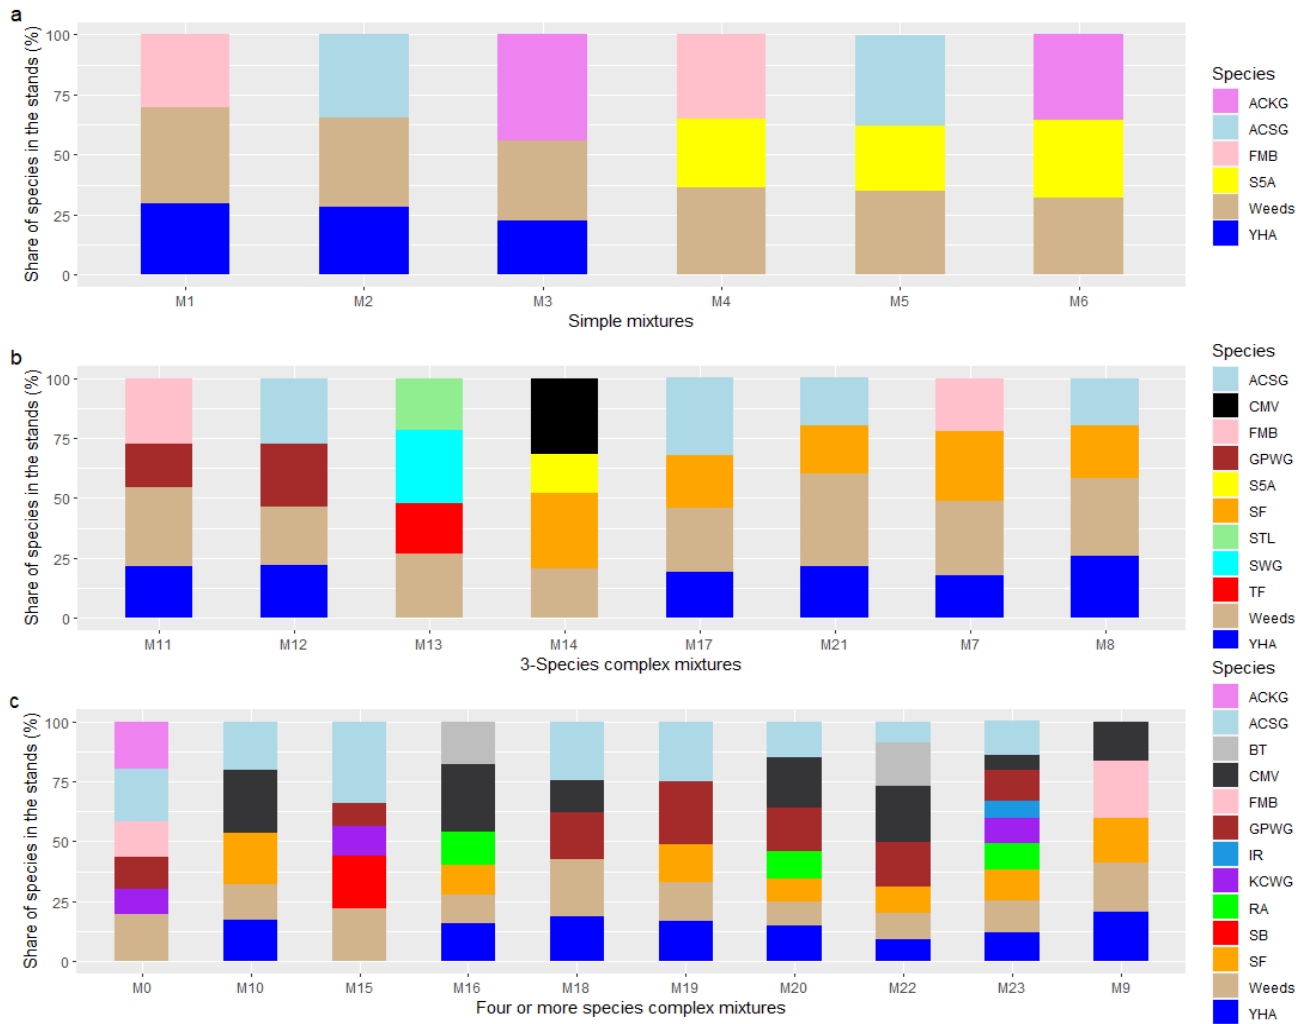 a
Share of species in the stands (%)
100
75
50
25
0
M1 M2 M3 M4 M5 M6
Simple mixtures
Species
ACKG
ACSG
FMB
S5A
Weeds
YHA
b
Share of species in the stands (%)
100
75
50
25
0
M11 M12 M13 M14 M17 M21 M7 M8
3-Species complex mixtures
Species
ACSG
CMV
FMB
GPWG
S5A
SF
STL
SWG
TF
Weeds
YHA
c
Share of species in the stands (%)
100
75
50
25
0
M0 M10 M15 M16 M18 M19 M20 M22 M23 M9
Four or more species complex mixtures
Species
ACKG
ACSG
BT
CMV
FMB
GPWG
IR
KCWG
RA
SB
SF
Weeds
YHA